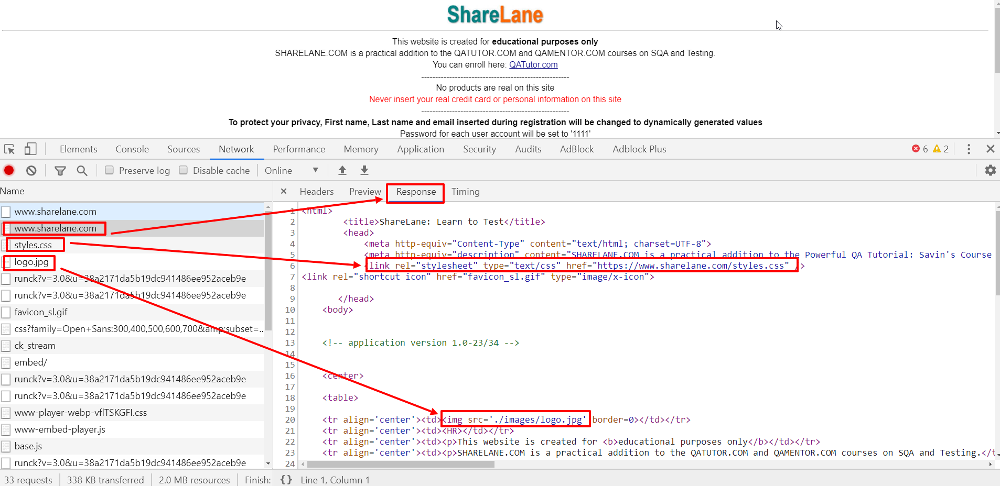 ShareLane
This website is created for educational purposes only
SHARELANE.COM is a practical addition to the QATUTOR.COM and QAMENTOR.COM courses on SQA and Testing.
You can enroll here: QATutor.com
------------------------------------------------------
No products are real on this site
Never insert your real credit card or personal information on this site
------------------------------------------------------
To protect your privacy, First name, Last name and email inserted during registration will be changed to dynamically generated values
Password for each user account will be set to '1111'
Elements Console Sources Network Performance Memory Application Security Audits AdBlock Adblock Plus 6 2
Preserve log Disable cache Online
Name
www.sharelane.com
www.sharelane.com
styles.css
logo.jpg
runck?v=3.0&u=38a2171da5b19dc941486ee952aceb9e
runck?v=3.0&u=38a2171da5b19dc941486ee952aceb9e
favicon_sl.gif
css?family=Open+Sans:300,400,500,600,700&amp;subset=..
ck_stream
embed/
runck?v=3.0&u=38a2171da5b19dc941486ee952aceb9e
runck?v=3.0&u=38a2171da5b19dc941486ee952aceb9e
www-player-webp-vflTSKGFI.css
www-embed-player.js
base.js
runck?v=3.0&u=38a2171da5b19dc941486ee952aceb9e
33 requests 338 KB transferred 2.0 MB resources Finish:
Headers Preview Response Timing
1 <html>
2 <title>ShareLane: Learn to Test</title>
3 <head>
4 <meta http-equiv="Content-Type" content="text/html; charset=UTF-8">
5 <meta http-equiv="description" content="SHARELANE.COM is a practical addition to the Powerful QA Tutorial: Savin's Course
6 <link rel="stylesheet" type="text/css" href="https://www.sharelane.com/styles.css" />
7 <link rel="shortcut icon" href="favicon_sl.gif" type="image/x-icon">
8
9 </head>
10 <body>
11
12
13 <!-- application version 1.0-23/34 -->
14
15
16 <center>
17
18 <table>
19
20 <tr align='center'><td><img src='./images/logo.jpg' border=0></td></tr>
21 <tr align='center'><td><HR></td></tr>
22 <tr align='center'><td><p>This website is created for <b>educational purposes only</b></td></tr>
23 <tr align='center'><td><p>SHARELANE.COM is a practical addition to the QATUTOR.COM and QAMENTOR.COM courses on SQA and Testing.</t
24
{} Line 1, Column 1